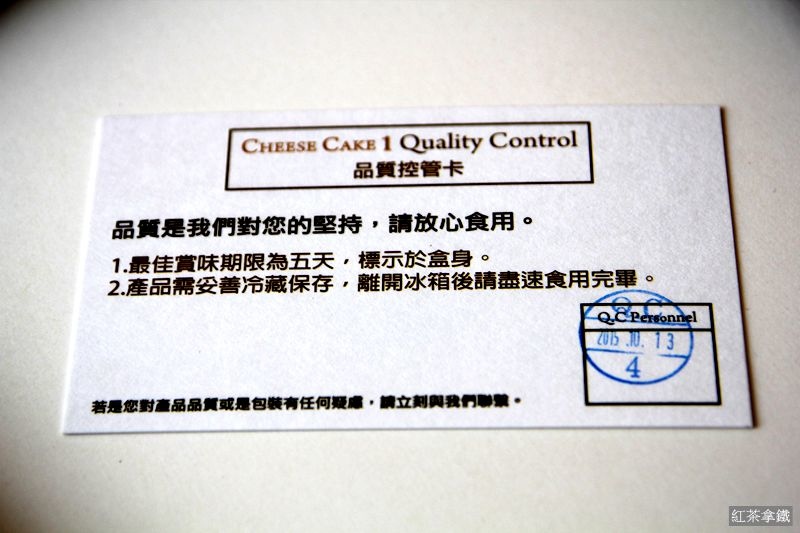 CHEESE CAKE 1 Quality Control
品質控管卡
品質是我們對您的堅持，請放心食用。
1.最佳賞味期限為五天，標示於盒身。
2.產品需妥善冷藏保存，離開冰箱後請盡速食用完畢。
Q.C
Q.C Personnel
2015.10.13
4
若是您對產品品質或是包裝有任何疑慮，請立刻與我們聯繫。
紅茶拿鐵